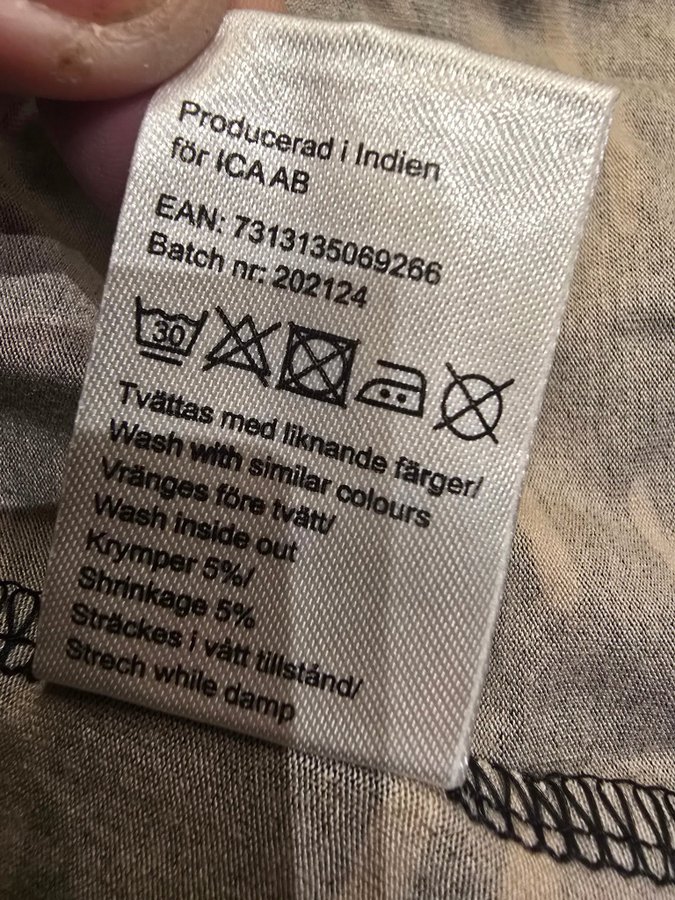 Producerad i Indien
för ICA AB
EAN: 7313135069266
Batch nr: 202124
30
Tvättas med liknande färger/
Wash with similar colours
Vränges före tvätt/
Wash inside out
Krymper 5%/
Shrinkage 5%
Sträckes i vått tillstånd/
Strech while damp